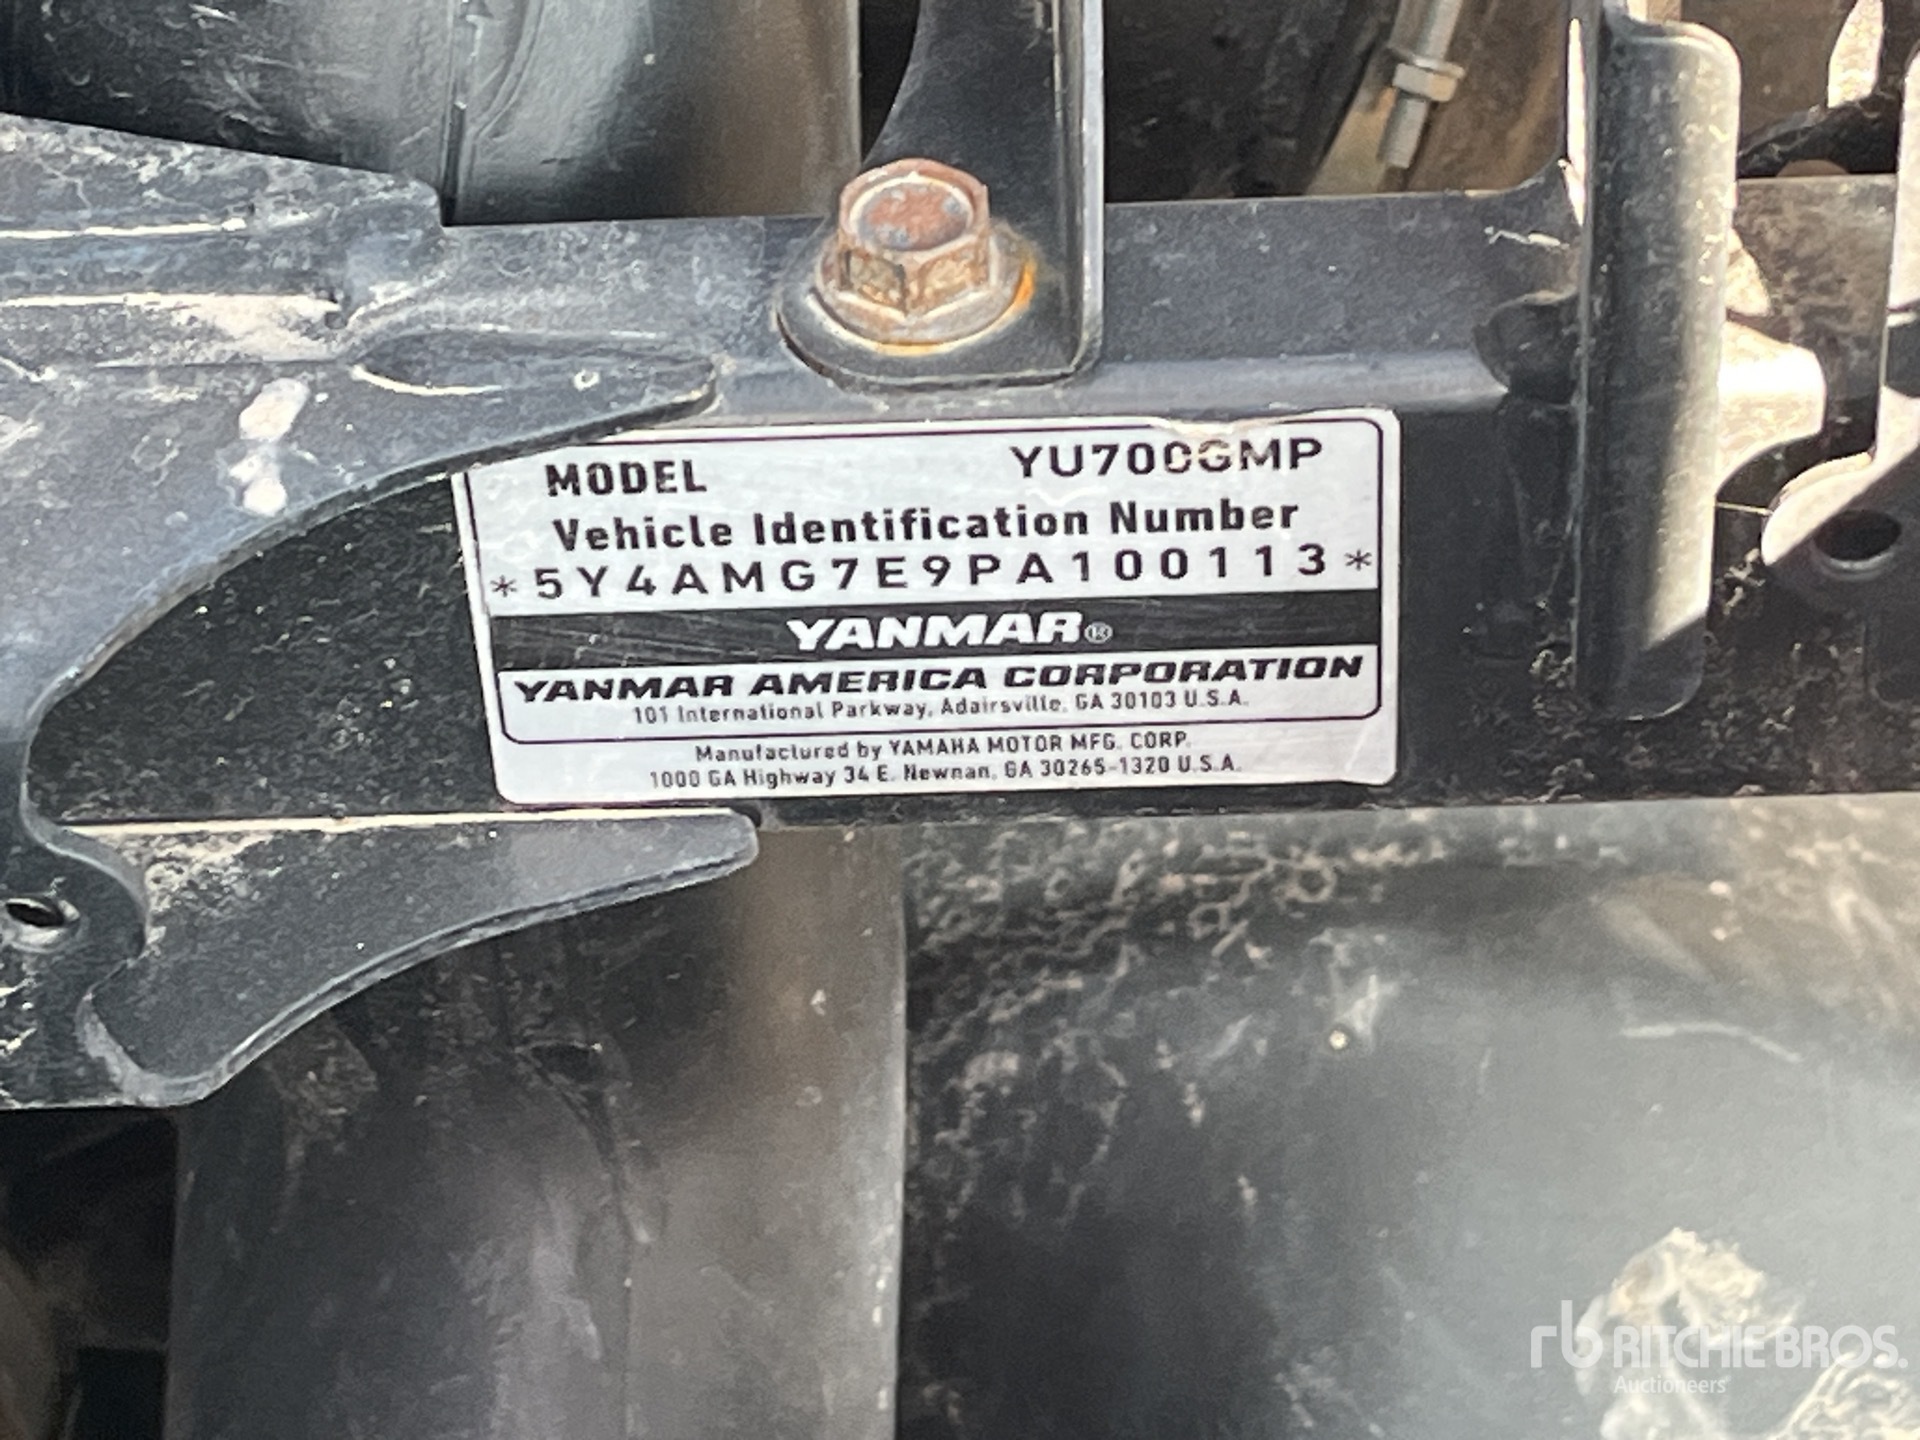 MODEL YU700GMP
Vehicle Identification Number
*5Y4AMG7E9PA100113*
YANMAR®
YANMAR AMERICA CORPORATION
101 International Parkway, Adairsville, GA 30103 U.S.A.
Manufactured by YAMAHA MOTOR MFG. CORP.
1000 GA Highway 34 E. Newnan, GA 30265-1320 U.S.A.
rb RITCHIE BROS.
Auctioneers